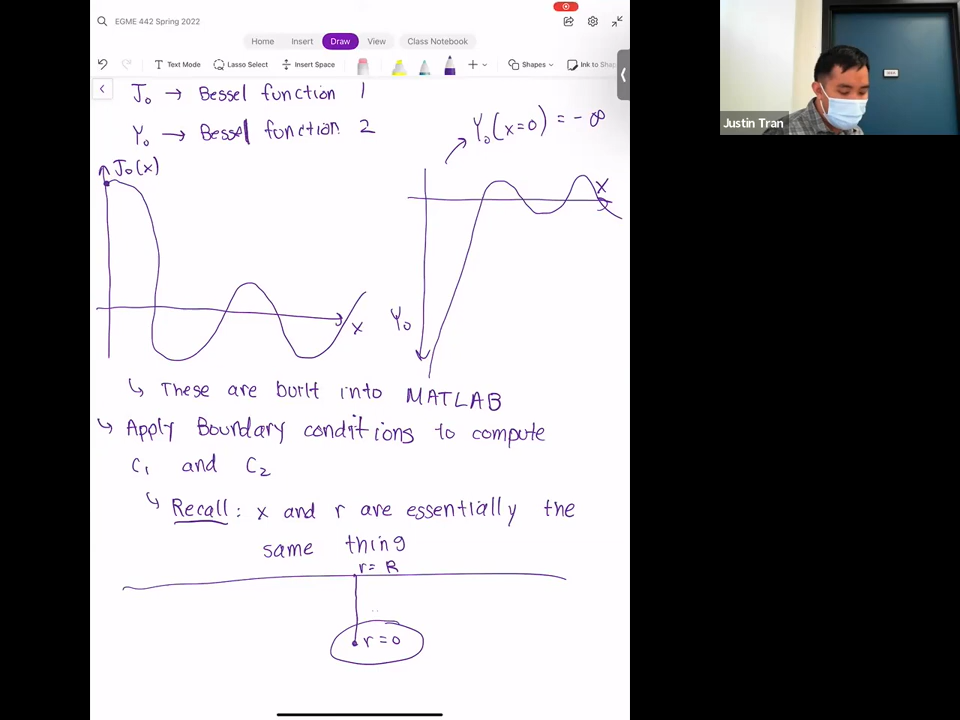 EGME 442 Spring 2022
Home Insert Draw View Class Notebook
Text Mode Lasso Select Insert Space Shapes Ink to Shap
J₀ → Bessel function 1
Y₀ → Bessel function 2
Y₀(x=0) = -∞
J₀(x)
x
x
Y₀
↳ These are built into MATLAB
↳ Apply Boundary conditions to compute
C₁ and C₂
↳ Recall: x and r are essentially the
same thing
r = R
r = 0
Justin Tran